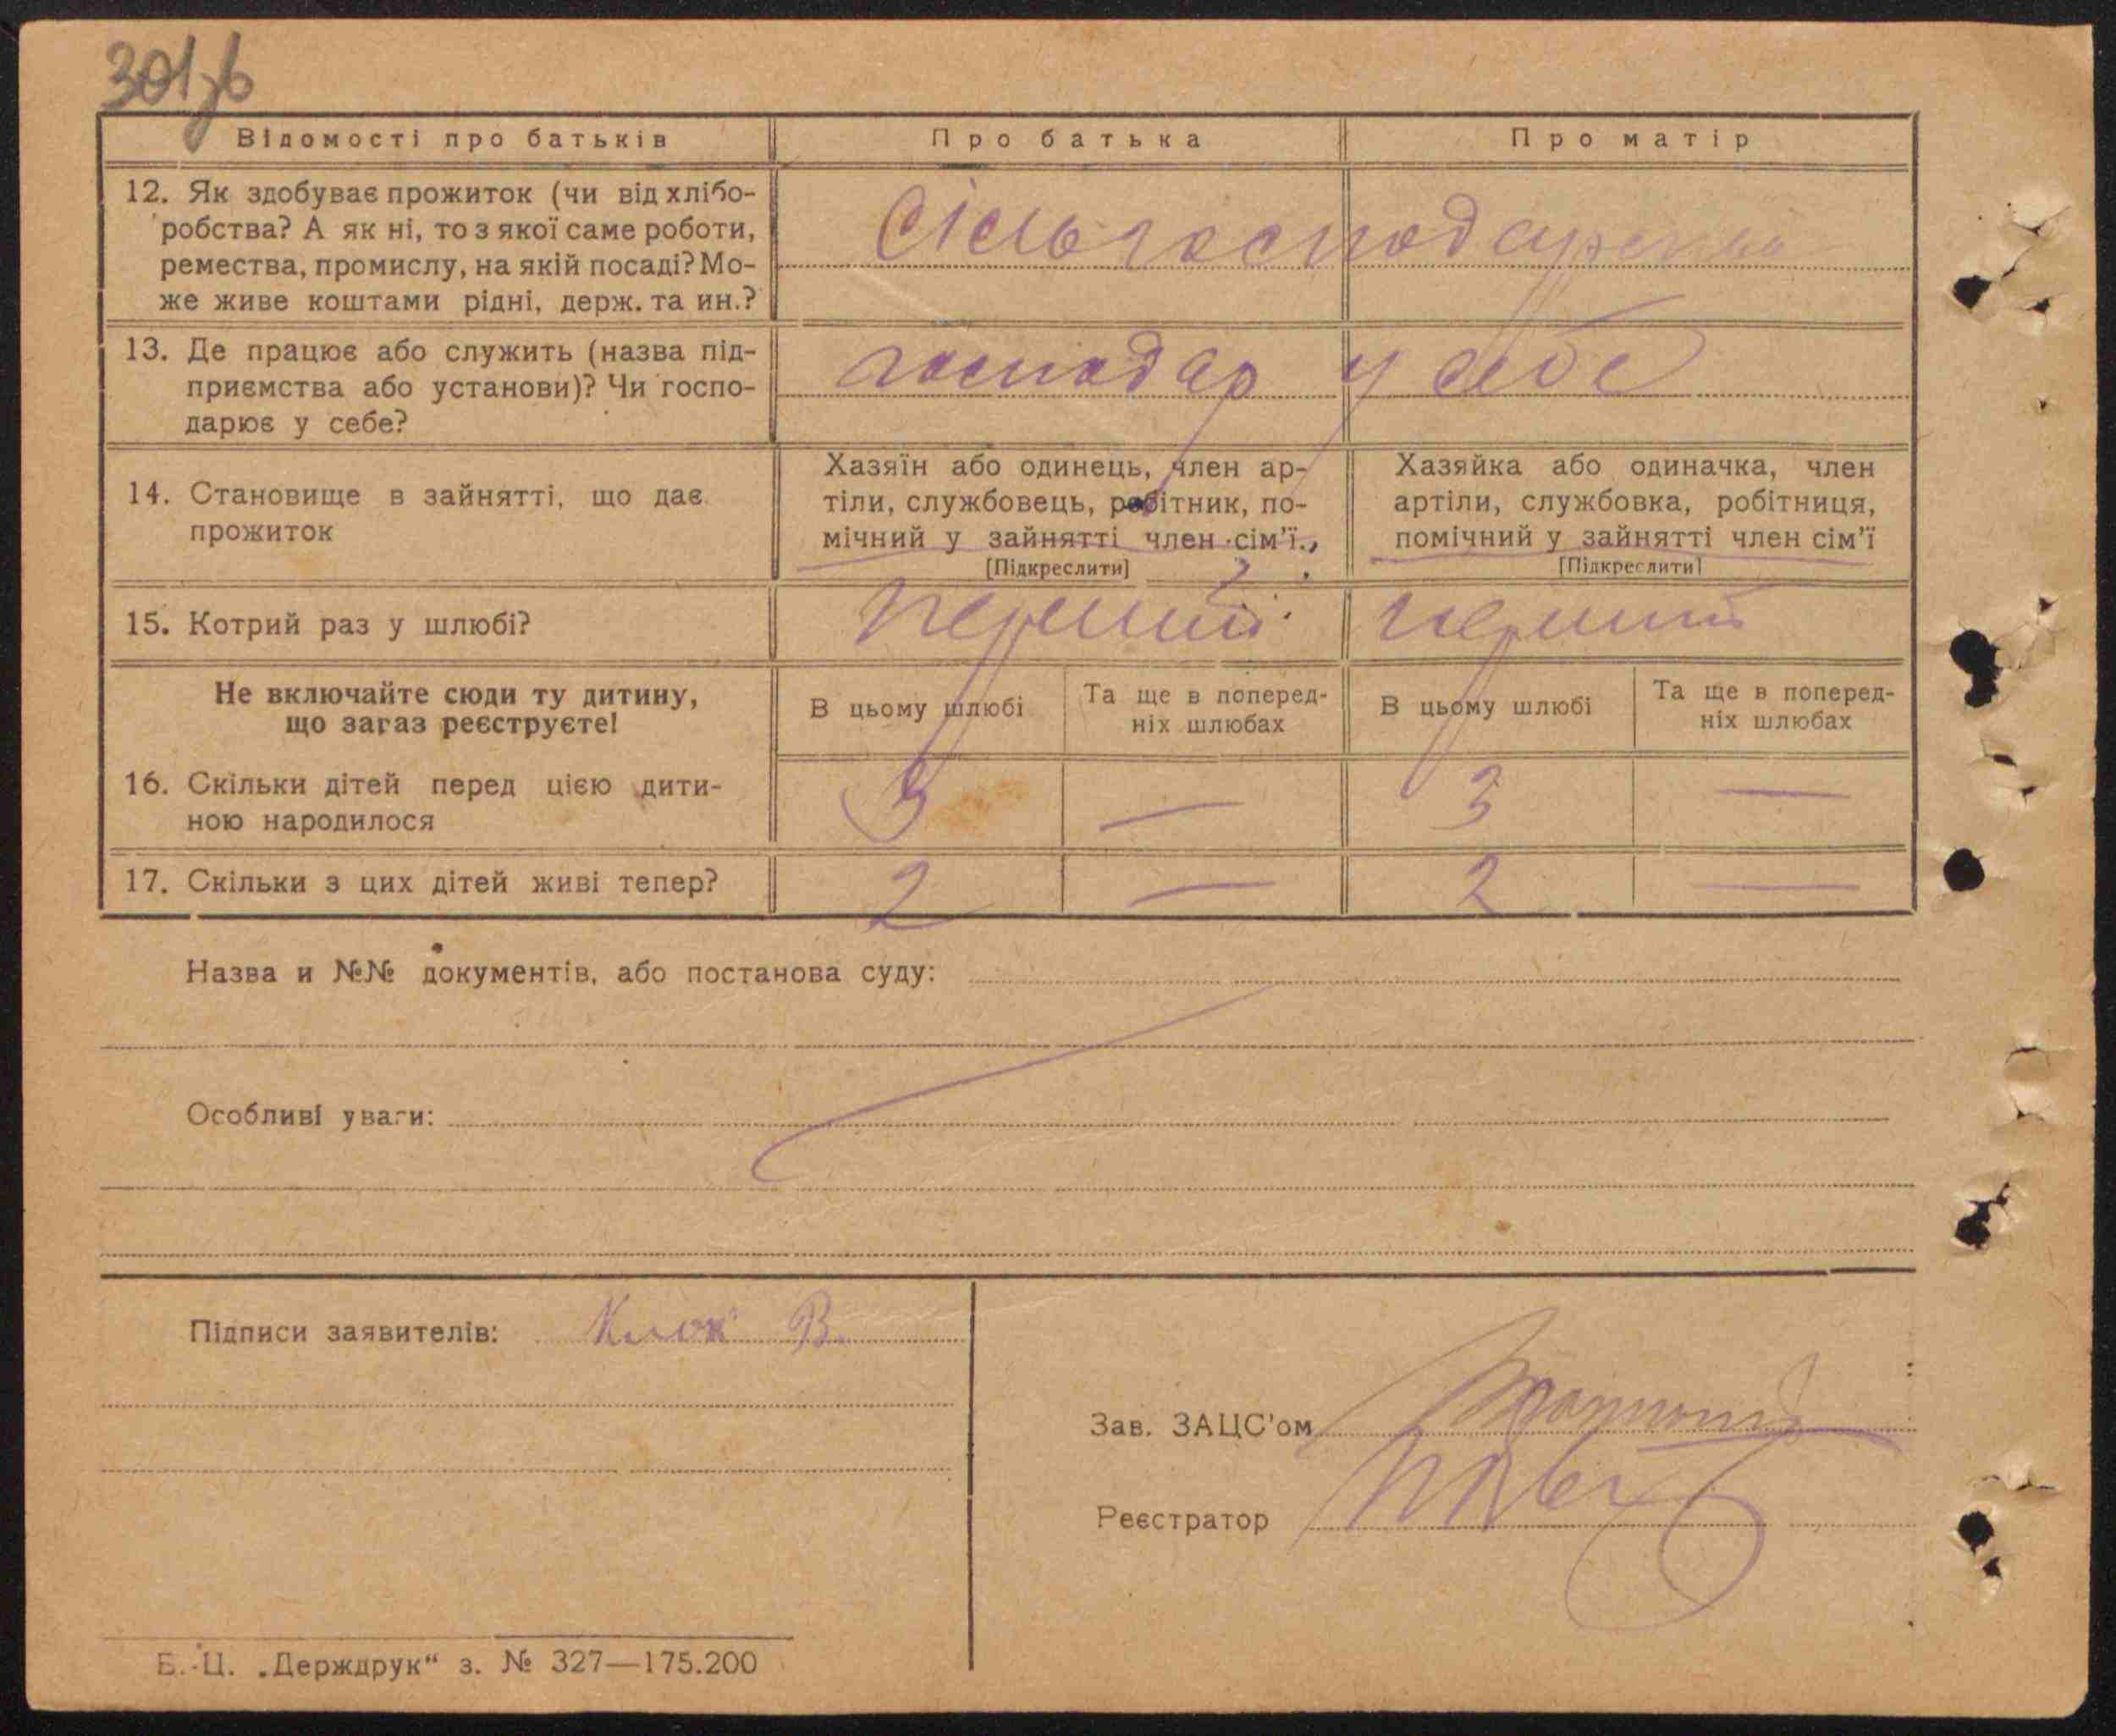 301зв
Відомості про батьків Про батька Про матір
12. Як здобуває прожиток (чи від хлібо-
робства? А як ні, то з якої саме роботи,
ремества, промислу, на якій посаді? Мо-
же живе коштами рідні, держ. та ин.?
Сільгосподарство
13. Де працює або служить (назва під-
приємства або установи)? Чи госпо-
дарює у себе?
господар у себе
14. Становище в зайнятті, що дає
прожиток
Хазяїн або одинець, член ар-
тіли, службовець, робітник, по-
мічний у зайнятті член сім'ї.
[Підкреслити]
Хазяйка або одиначка, член
артіли, службовка, робітниця,
помічний у зайнятті член сім'ї
[Підкреслити]
15. Котрий раз у шлюбі? перший перший
Не включайте сюди ту дитину,
що зараз реєструєте!
В цьому шлюбі
Та ще в поперед-
ніх шлюбах
В цьому шлюбі
Та ще в поперед-
ніх шлюбах
16. Скільки дітей перед цією дити-
ною народилося
3 — 3 —
17. Скільки з цих дітей живі тепер? 2 — 2 —
Назва и №№ документів, або постанова суду:
Особливі уваги:
Підписи заявителів: Клок В.
Зав. ЗАЦС'ом
Реєстратор
Б.-Ц. „Держдрук“ з. № 327—175.200